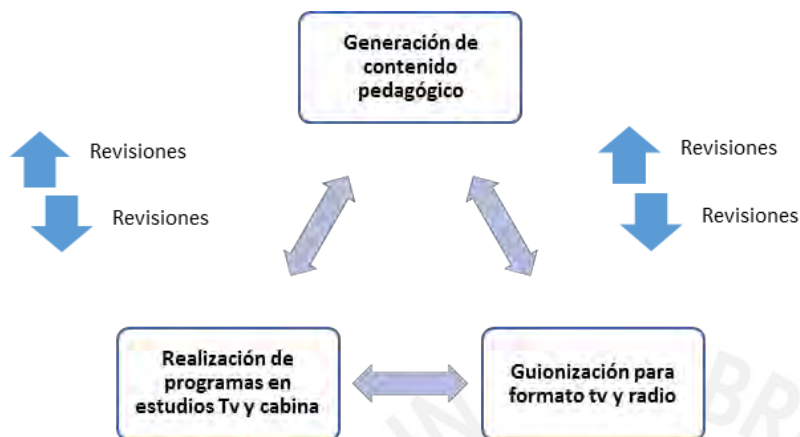 Generación de
contenido
pedagógico
Revisiones
Revisiones
Revisiones
Revisiones
Realización de
programas en
estudios Tv y cabina
Guionización para
formato tv y radio